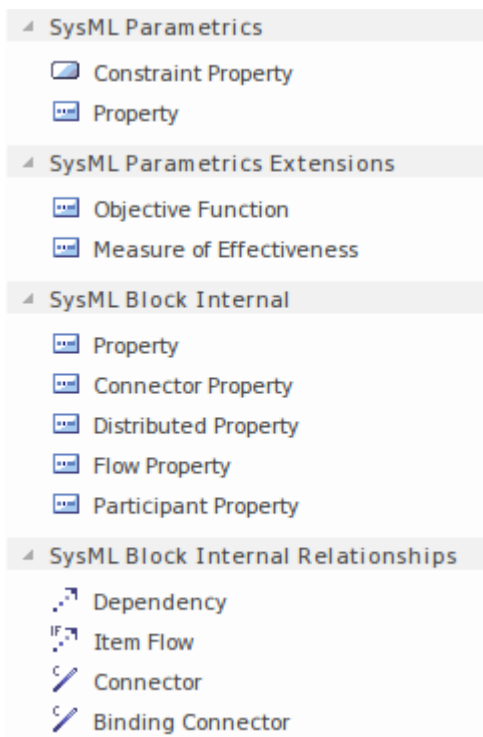 SysML Parametrics
Constraint Property
Property
SysML Parametrics Extensions
Objective Function
Measure of Effectiveness
SysML Block Internal
Property
Connector Property
Distributed Property
Flow Property
Participant Property
SysML Block Internal Relationships
Dependency
IF
Item Flow
C
Connector
C
Binding Connector